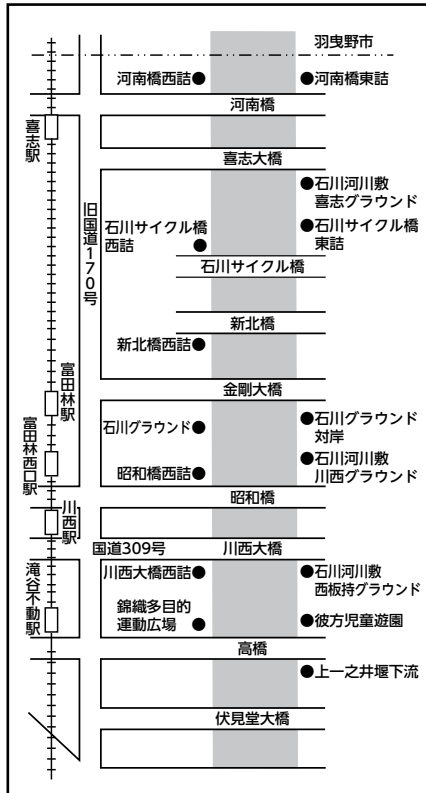 羽曳野市
河南橋西詰
河南橋東詰
河南橋
喜志駅
喜志大橋
石川河川敷
喜志グラウンド
旧国道170号
石川サイクル橋
西詰
石川サイクル橋
東詰
石川サイクル橋
新北橋
新北橋西詰
金剛大橋
富田林駅
石川グラウンド
石川グラウンド
対岸
富田林西口駅
昭和橋西詰
石川河川敷
川西グラウンド
昭和橋
川西駅
国道309号
川西大橋
川西大橋西詰
石川河川敷
西板持グラウンド
滝谷不動駅
錦織多目的
運動広場
彼方児童遊園
高橋
上一之井堰下流
伏見堂大橋